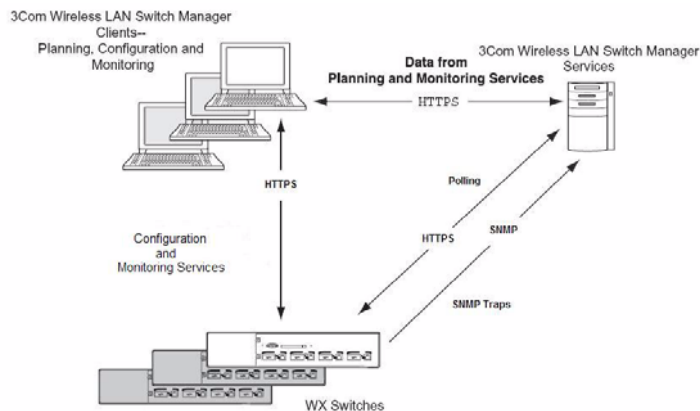 3Com Wireless LAN Switch Manager
Clients--
Planning, Configuration and
Monitoring
Data from
Planning and Monitoring Services
HTTPS
3Com Wireless LAN Switch Manager
Services
HTTPS
Polling
HTTPS
SNMP
Configuration
and
Monitoring Services
SNMP Traps
WX Switches